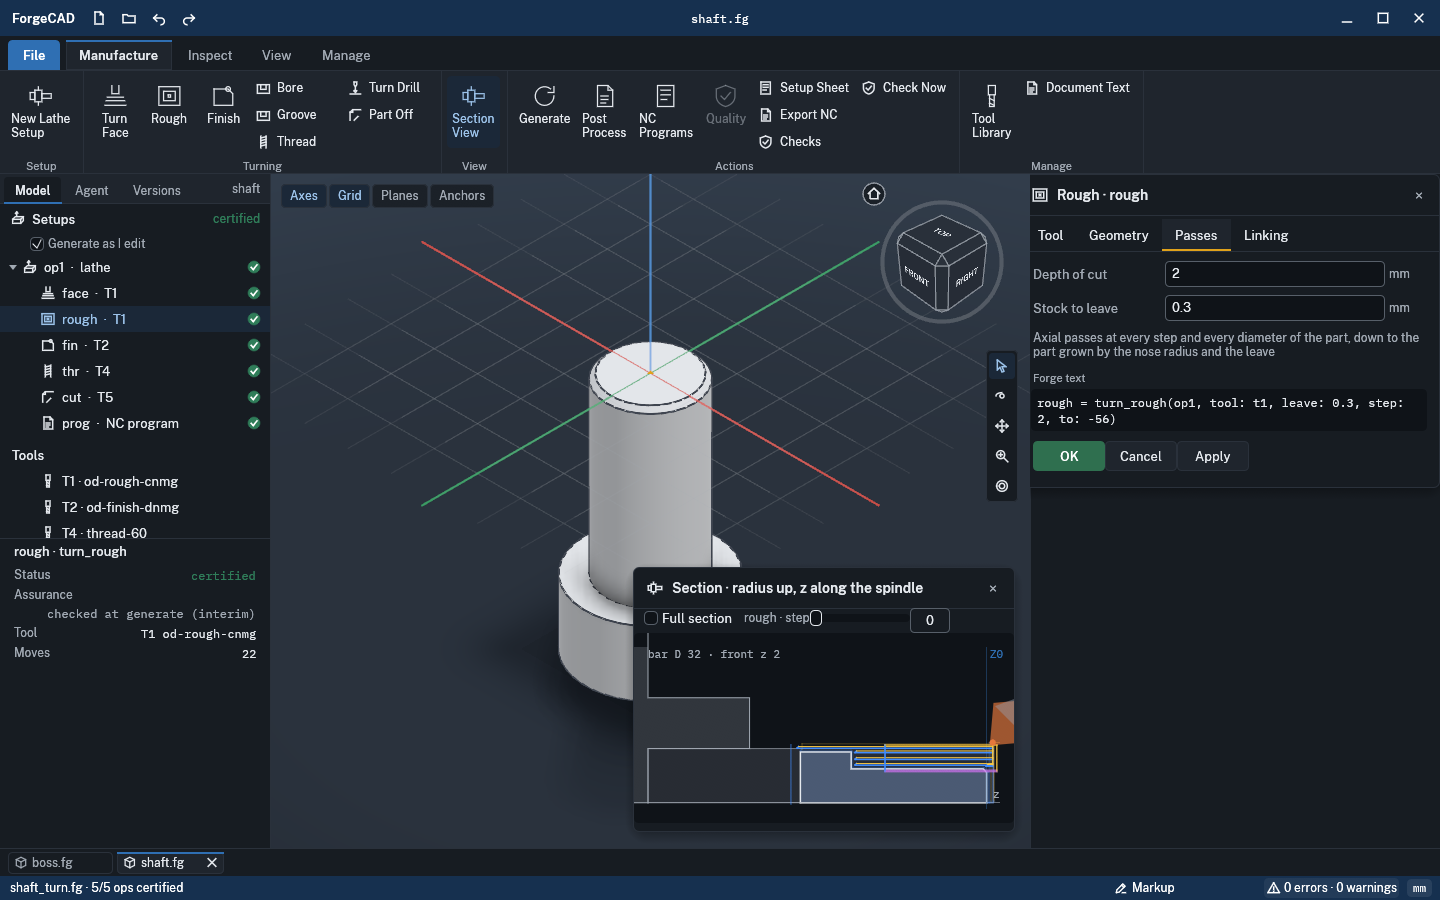 ForgeCAD
shaft.fg
File
Manufacture
Inspect
View
Manage
New Lathe
Setup
Setup
Turn
Face
Rough
Finish
Bore
Groove
Thread
Turn Drill
Part Off
Turning
Section
View
View
Generate
Post
Process
NC
Programs
Quality
Setup Sheet
Export NC
Checks
Check Now
Actions
Tool
Library
Document Text
Manage
Model
Agent
Versions
shaft
Setups
certified
Generate as I edit
op1 · lathe
face · T1
rough · T1
fin · T2
thr · T4
cut · T5
prog · NC program
Tools
T1 · od-rough-cnmg
T2 · od-finish-dnmg
T4 · thread-60
rough · turn_rough
Status
certified
Assurance
checked at generate (interim)
Tool
T1 od-rough-cnmg
Moves
22
Axes
Grid
Planes
Anchors
TOP
FRONT
RIGHT
Section · radius up, z along the spindle
Full section
rough · step
0
bar D 32 · front z 2
Z0
z
Rough · rough
Tool
Geometry
Passes
Linking
Depth of cut
2
mm
Stock to leave
0.3
mm
Axial passes at every step and every diameter of the part, down to the
part grown by the nose radius and the leave
Forge text
rough = turn_rough(op1, tool: t1, leave: 0.3, step:
2, to: -56)
OK
Cancel
Apply
boss.fg
shaft.fg
shaft_turn.fg · 5/5 ops certified
Markup
0 errors · 0 warnings
mm